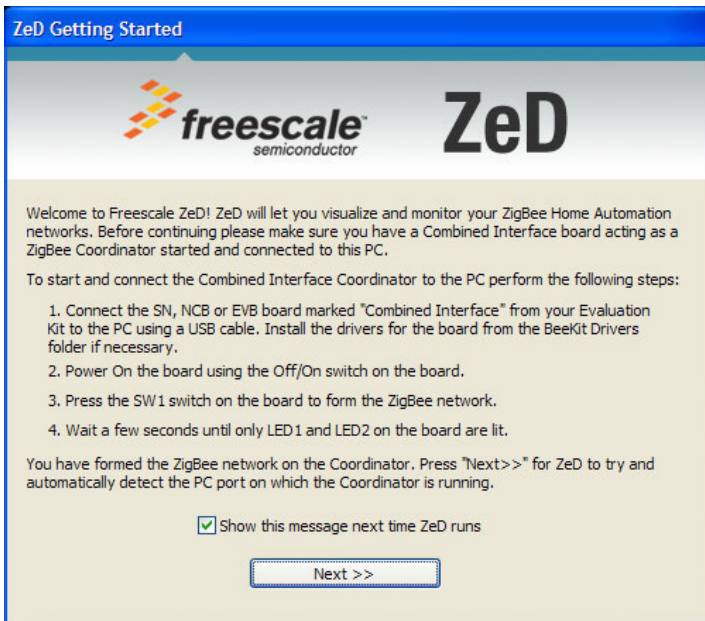 ZeD Getting Started
freescale™
semiconductor
ZeD
Welcome to Freescale ZeD! ZeD will let you visualize and monitor your ZigBee Home Automation
networks. Before continuing please make sure you have a Combined Interface board acting as a
ZigBee Coordinator started and connected to this PC.
To start and connect the Combined Interface Coordinator to the PC perform the following steps:
1. Connect the SN, NCB or EVB board marked "Combined Interface" from your Evaluation
Kit to the PC using a USB cable. Install the drivers for the board from the BeeKit Drivers
folder if necessary.
2. Power On the board using the Off/On switch on the board.
3. Press the SW1 switch on the board to form the ZigBee network.
4. Wait a few seconds until only LED1 and LED2 on the board are lit.
You have formed the ZigBee network on the Coordinator. Press "Next>>" for ZeD to try and
automatically detect the PC port on which the Coordinator is running.
Show this message next time ZeD runs
Next >>